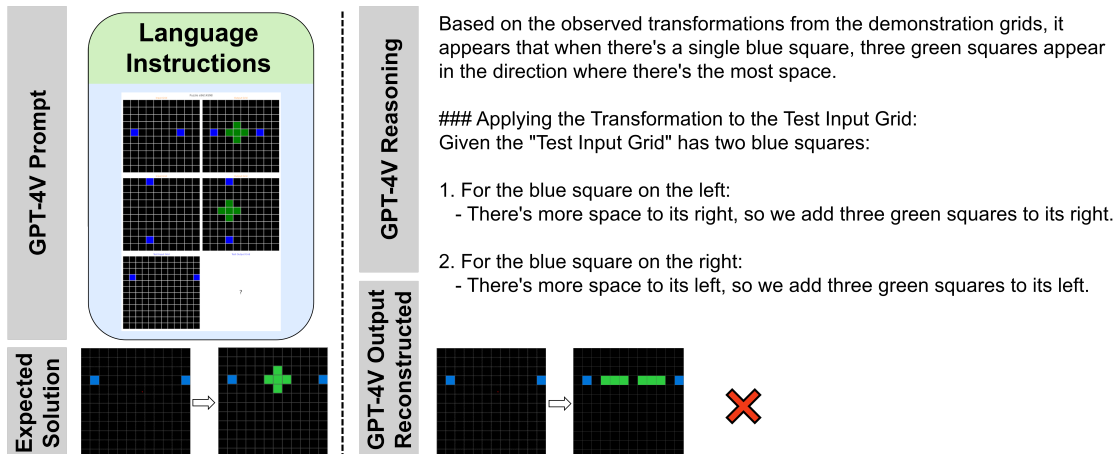 GPT-4V Prompt
Language
Instructions
?
Expected
Solution
GPT-4V Reasoning
Based on the observed transformations from the demonstration grids, it
appears that when there's a single blue square, three green squares appear
in the direction where there's the most space.
### Applying the Transformation to the Test Input Grid:
Given the "Test Input Grid" has two blue squares:
1. For the blue square on the left:
- There's more space to its right, so we add three green squares to its right.
2. For the blue square on the right:
- There's more space to its left, so we add three green squares to its left.
GPT-4V Output
Reconstructed